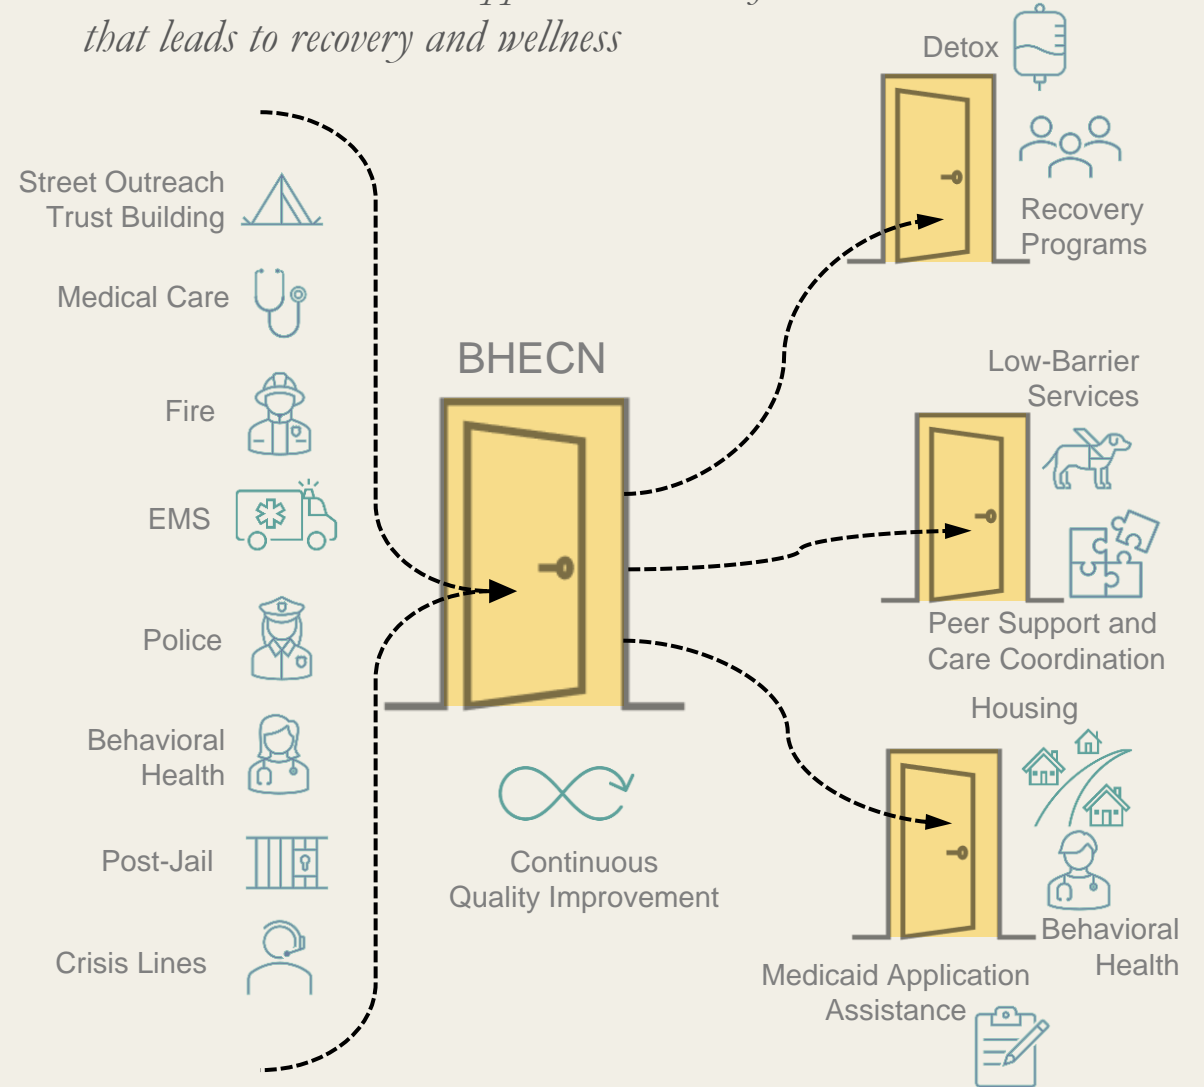 that leads to recovery and wellness
Street Outreach
Trust Building
Medical Care
Fire
EMS
Police
Behavioral
Health
Post-Jail
Crisis Lines
BHECN
Continuous
Quality Improvement
Detox
Recovery
Programs
Low-Barrier
Services
Peer Support and
Care Coordination
Housing
Behavioral
Health
Medicaid Application
Assistance